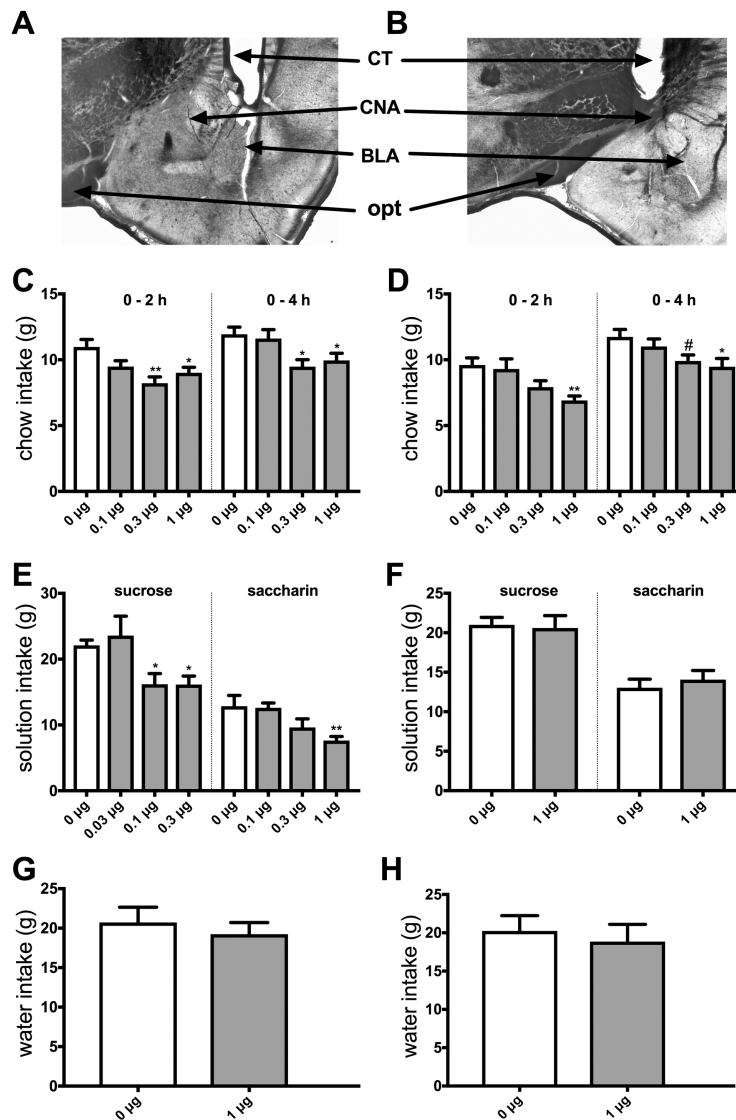 A
B
CT
CNA
BLA
opt
C
0 - 2 h
0 - 4 h
chow intake (g)
15
10
5
0
0 µg
0.1 µg
0.3 µg
1 µg
0 µg
0.1 µg
0.3 µg
1 µg
**
*
*
*
D
0 - 2 h
0 - 4 h
chow intake (g)
15
10
5
0
0 µg
0.1 µg
0.3 µg
1 µg
0 µg
0.1 µg
0.3 µg
1 µg
**
#
*
E
sucrose
saccharin
solution intake (g)
30
20
10
0
0 µg
0.03 µg
0.1 µg
0.3 µg
0 µg
0.1 µg
0.3 µg
1 µg
*
*
**
F
sucrose
saccharin
solution intake (g)
25
20
15
10
5
0
0 µg
1 µg
0 µg
1 µg
G
water intake (g)
25
20
15
10
5
0
0 µg
1 µg
H
water intake (g)
25
20
15
10
5
0
0 µg
1 µg